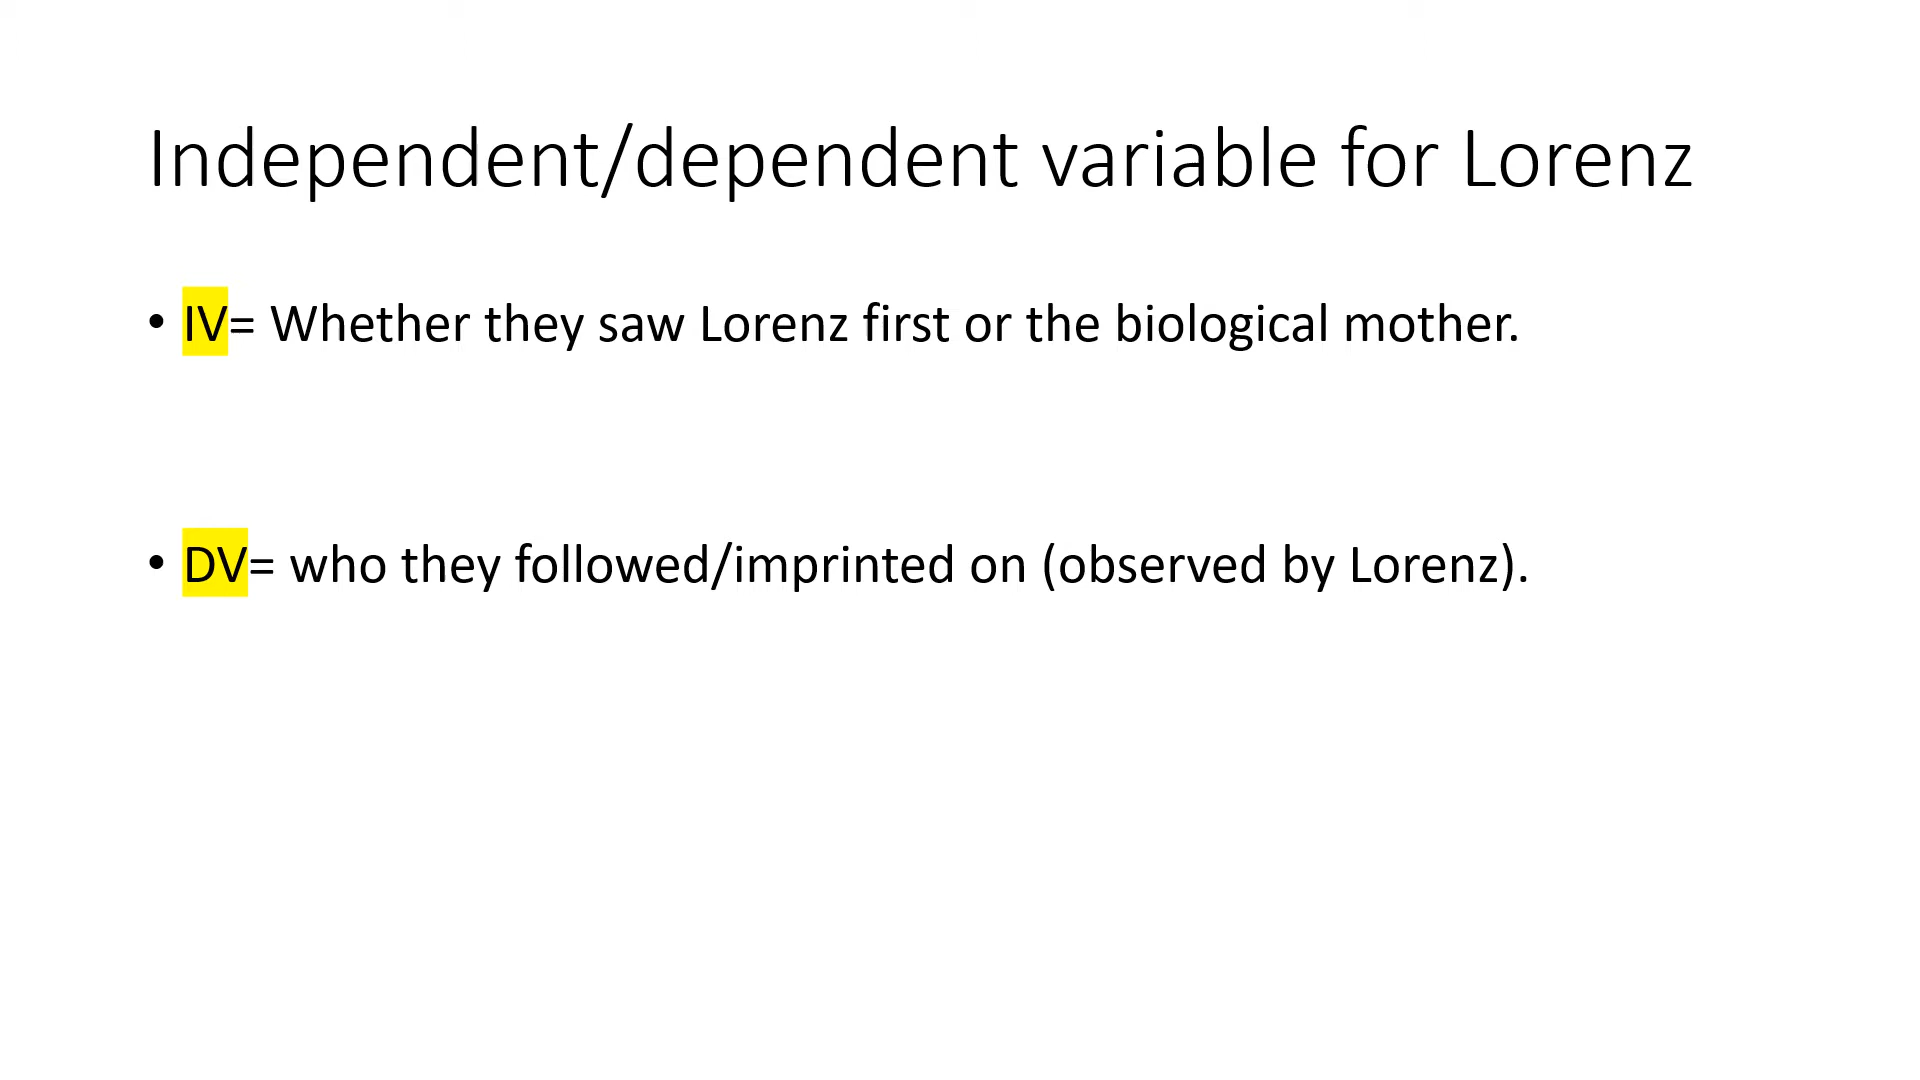 Independent/dependent variable for Lorenz
• IV= Whether they saw Lorenz first or the biological mother.
• DV= who they followed/imprinted on (observed by Lorenz).